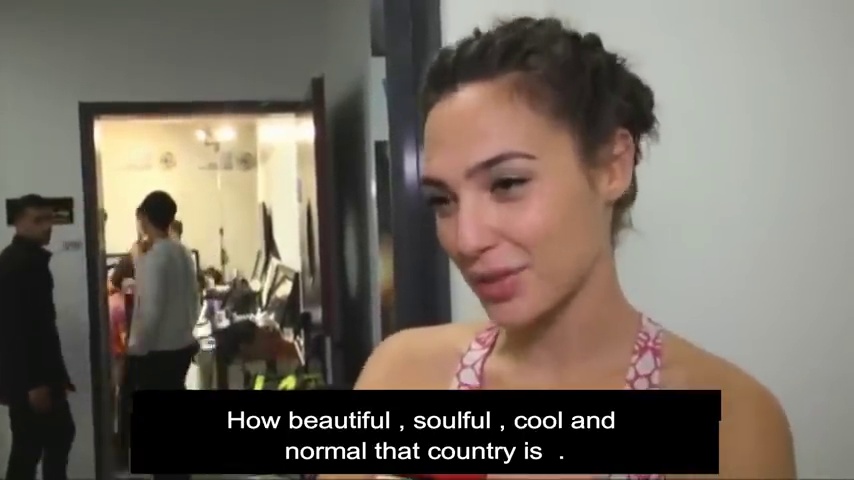 How beautiful , soulful , cool and
normal that country is .